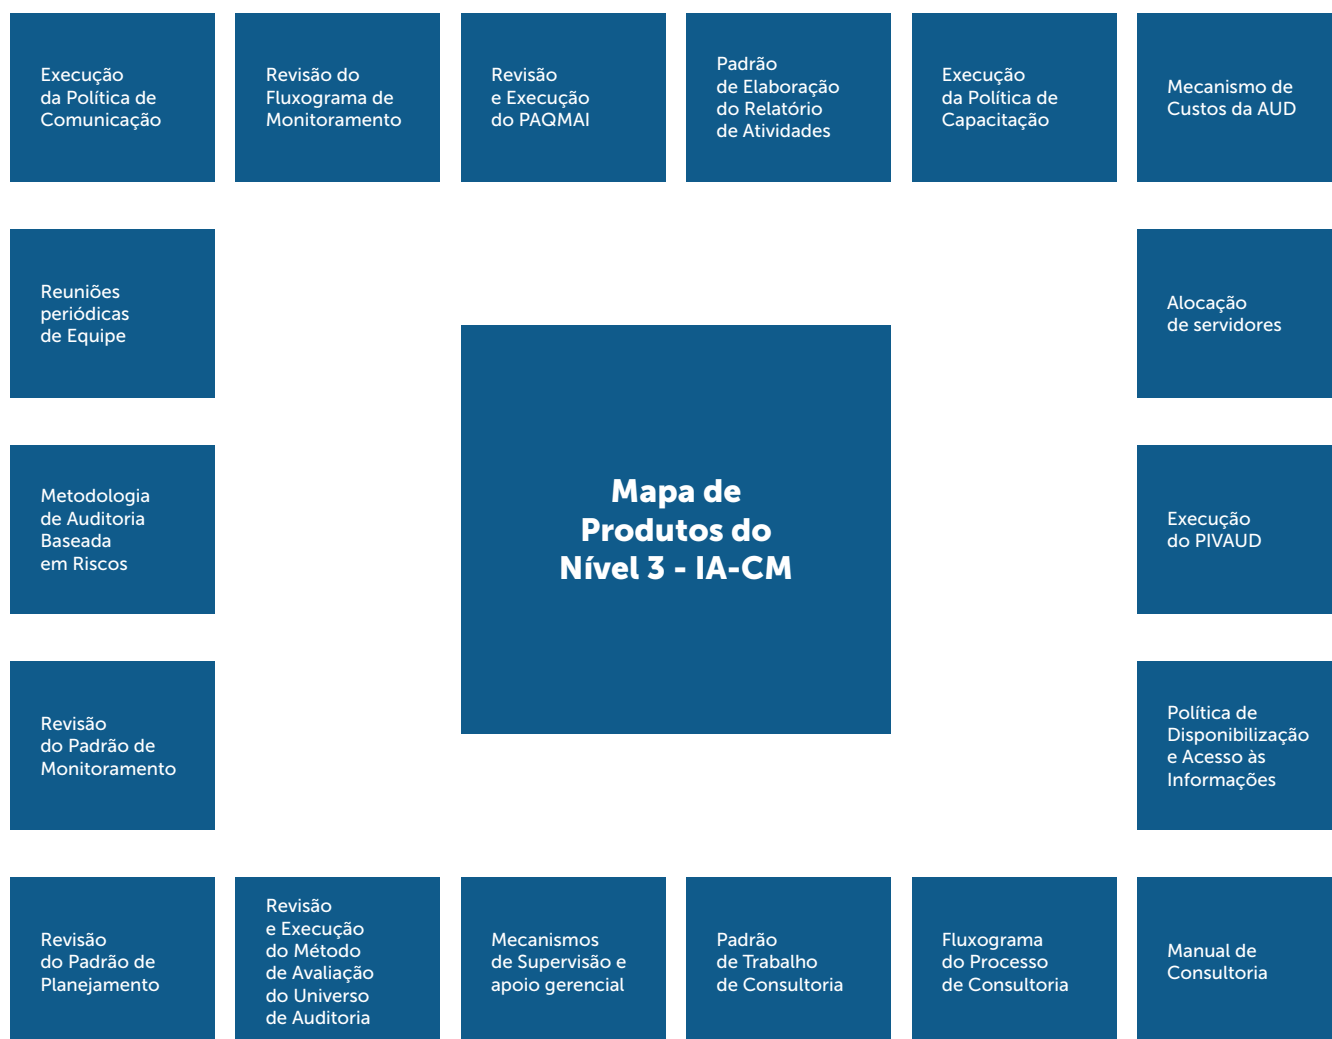 Execução
da Política de
Comunicação
Revisão do
Fluxograma de
Monitoramento
Revisão
e Execução
do PAQMAI
Padrão
de Elaboração
do Relatório
de Atividades
Execução
da Política de
Capacitação
Mecanismo de
Custos da AUD
Reuniões
periódicas
de Equipe
Alocação
de servidores
Metodologia
de Auditoria
Baseada
em Riscos
Mapa de
Produtos do
Nível 3 - IA-CM
Execução
do PIVAUD
Revisão
do Padrão de
Monitoramento
Política de
Disponibilização
e Acesso às
Informações
Revisão
do Padrão de
Planejamento
Revisão
e Execução
do Método
de Avaliação
do Universo
de Auditoria
Mecanismos
de Supervisão e
apoio gerencial
Padrão
de Trabalho
de Consultoria
Fluxograma
do Processo
de Consultoria
Manual de
Consultoria